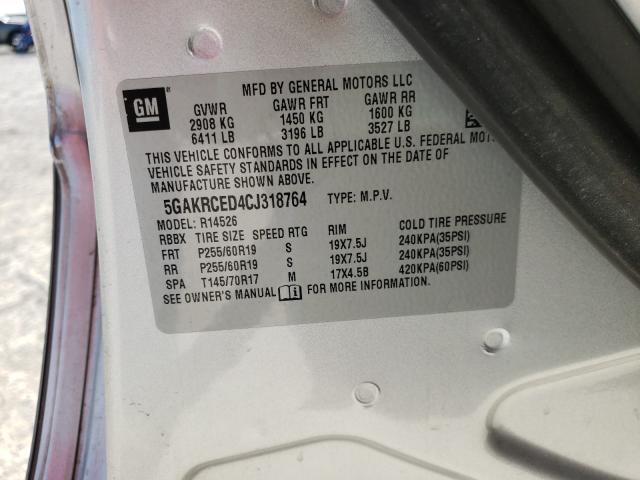 MFD BY GENERAL MOTORS LLC
GM
GVWR GAWR FRT GAWR RR
2908 KG 1450 KG 1600 KG
6411 LB 3196 LB 3527 LB
THIS VEHICLE CONFORMS TO ALL APPLICABLE U.S. FEDERAL
VEHICLE SAFETY STANDARDS IN EFFECT ON THE DATE OF
MANUFACTURE SHOWN ABOVE.
5GAKRCED4CJ318764 TYPE: M.P.V.
MODEL: R14526
RBBX TIRE SIZE SPEED RTG RIM COLD TIRE PRESSURE
FRT P255/60R19 S 19X7.5J 240KPA(35PSI)
RR P255/60R19 S 19X7.5J 240KPA(35PSI)
SPA T145/70R17 M 17X4.5B 420KPA(60PSI)
SEE OWNER'S MANUAL FOR MORE INFORMATION.